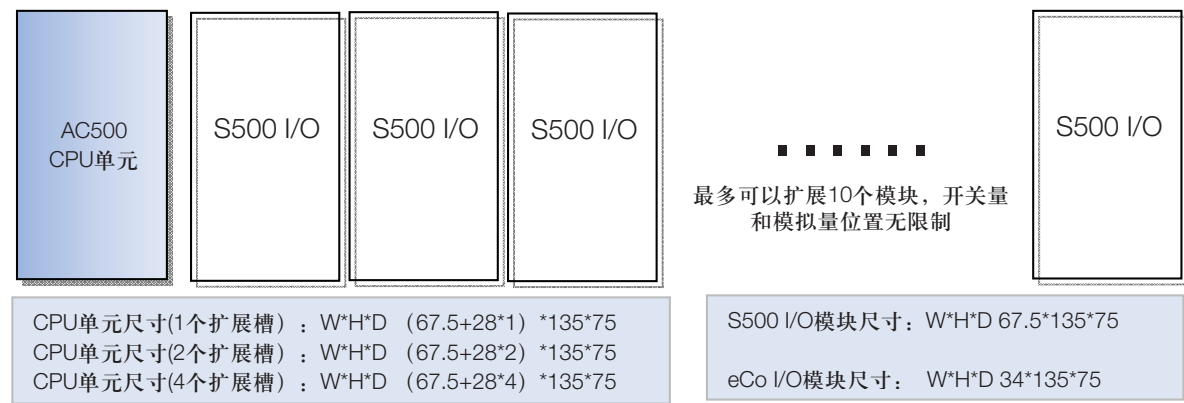 AC500
CPU单元
S500 I/O
S500 I/O
S500 I/O
S500 I/O
最多可以扩展10个模块，开关量
和模拟量位置无限制
CPU单元尺寸(1个扩展槽）：W*H*D （67.5+28*1）*135*75
CPU单元尺寸(2个扩展槽）：W*H*D （67.5+28*2）*135*75
CPU单元尺寸(4个扩展槽）：W*H*D （67.5+28*4）*135*75
S500 I/O模块尺寸：W*H*D 67.5*135*75
eCo I/O模块尺寸： W*H*D 34*135*75